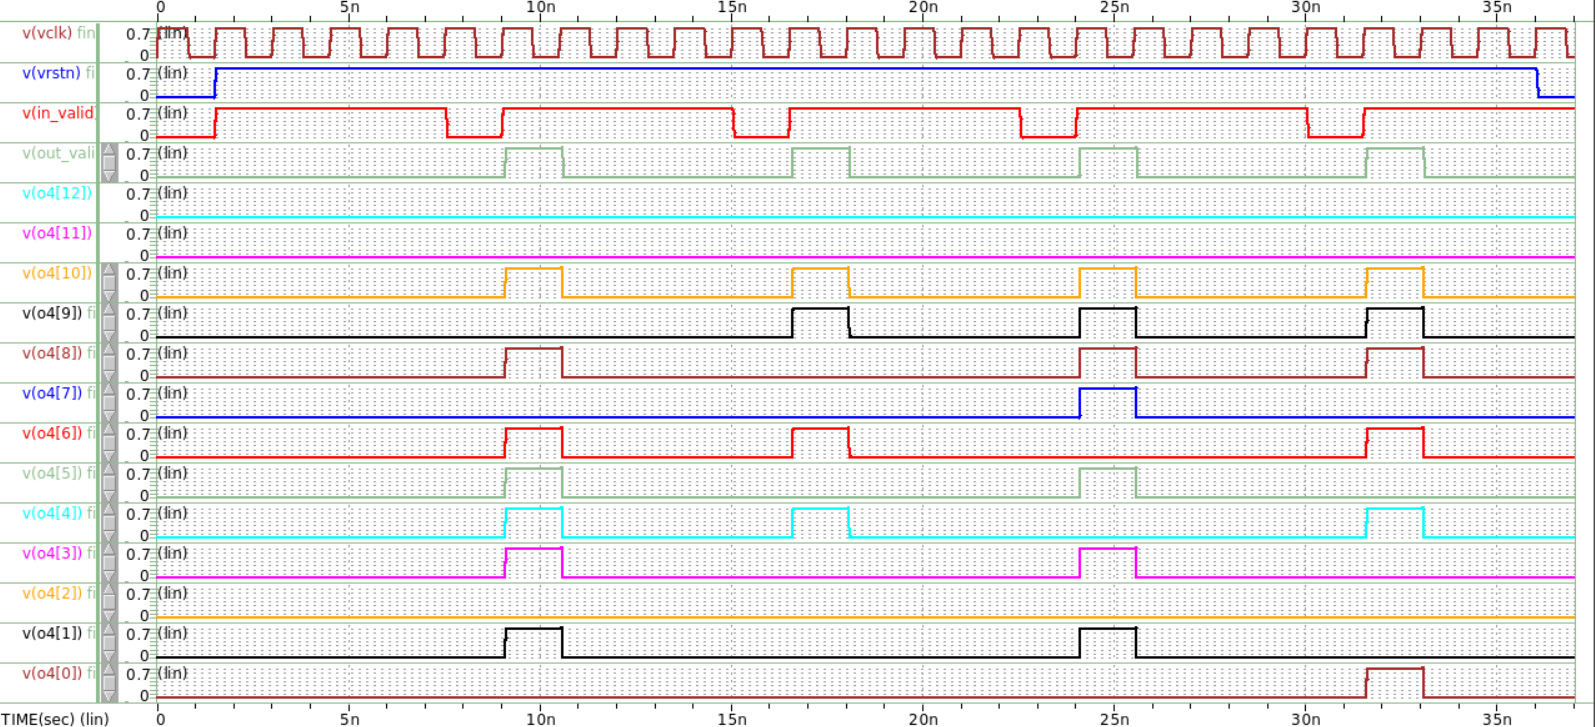 0 5n 10n 15n 20n 25n 30n 35n
v(vclk) fin 0.7 (lin)
0
v(vrstn) fi 0.7 (lin)
0
v(in_valid) 0.7 (lin)
0
v(out_vali 0.7 (lin)
0
v(o4[12]) 0.7 (lin)
0
v(o4[11]) 0.7 (lin)
0
v(o4[10]) 0.7 (lin)
0
v(o4[9]) fi 0.7 (lin)
0
v(o4[8]) fi 0.7 (lin)
0
v(o4[7]) fi 0.7 (lin)
0
v(o4[6]) fi 0.7 (lin)
0
v(o4[5]) fi 0.7 (lin)
0
v(o4[4]) fi 0.7 (lin)
0
v(o4[3]) fi 0.7 (lin)
0
v(o4[2]) fi 0.7 (lin)
0
v(o4[1]) fi 0.7 (lin)
0
v(o4[0]) fi 0.7 (lin)
0
TIME(sec) (lin) 0 5n 10n 15n 20n 25n 30n 35n